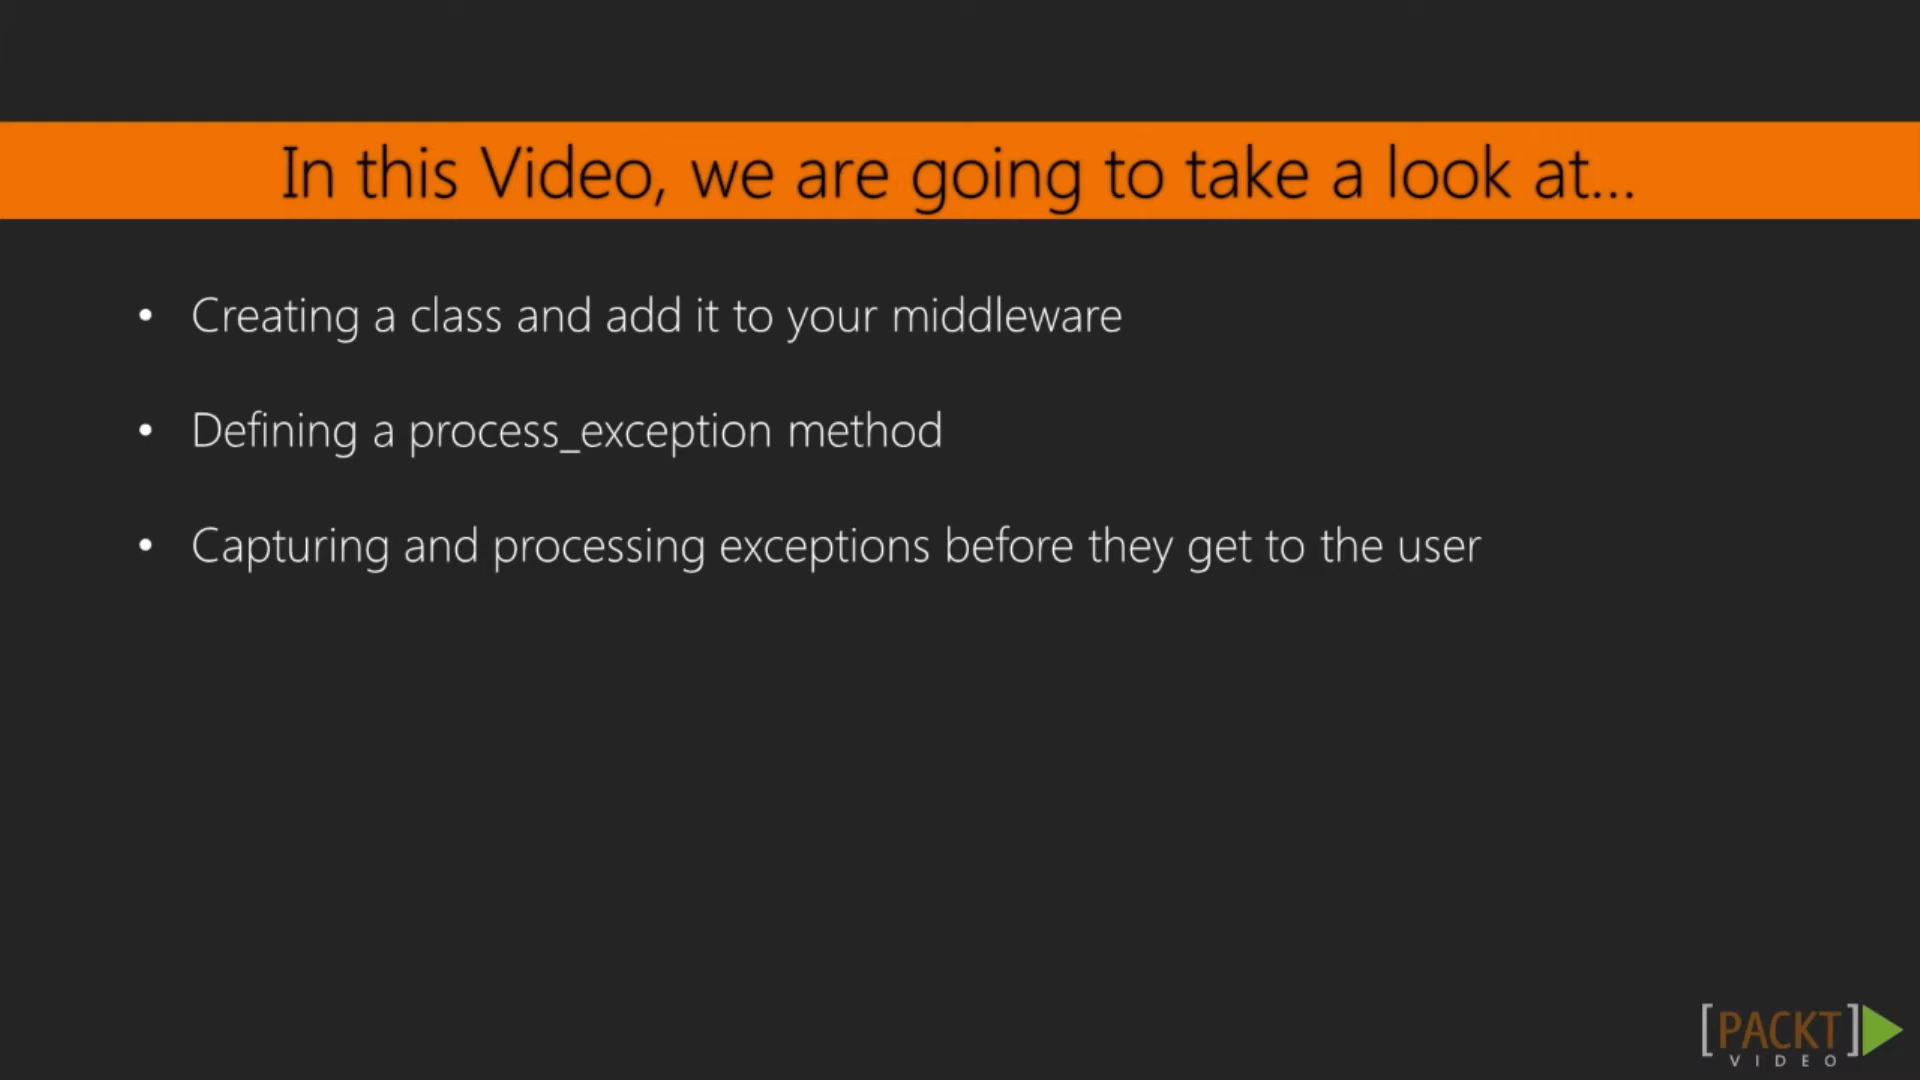 In this Video, we are going to take a look at...
• Creating a class and add it to your middleware
• Defining a process_exception method
• Capturing and processing exceptions before they get to the user
[PACKT]
VIDEO